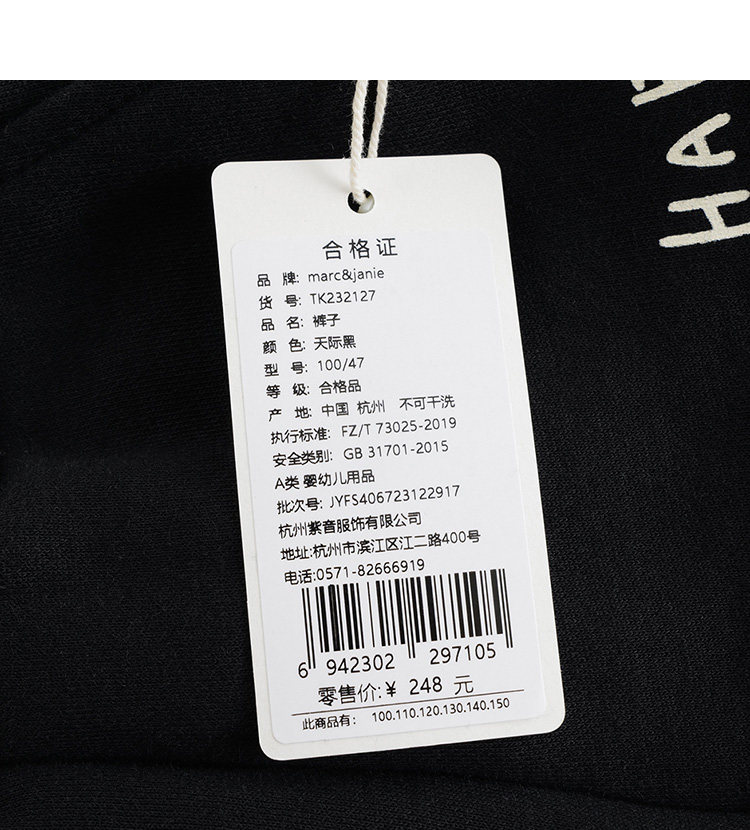 HA
合格证
品 牌: marc&janie
货 号: TK232127
品 名: 裤子
颜 色: 天际黑
型 号: 100/47
等 级: 合格品
产 地: 中国 杭州 不可干洗
执行标准: FZ/T 73025-2019
安全类别: GB 31701-2015
A类 婴幼儿用品
批次号: JYFS406723122917
杭州紫音服饰有限公司
地址:杭州市滨江区江二路400号
电话:0571-82666919
6 942302 297105
零售价:¥ 248 元
此商品有: 100.110.120.130.140.150